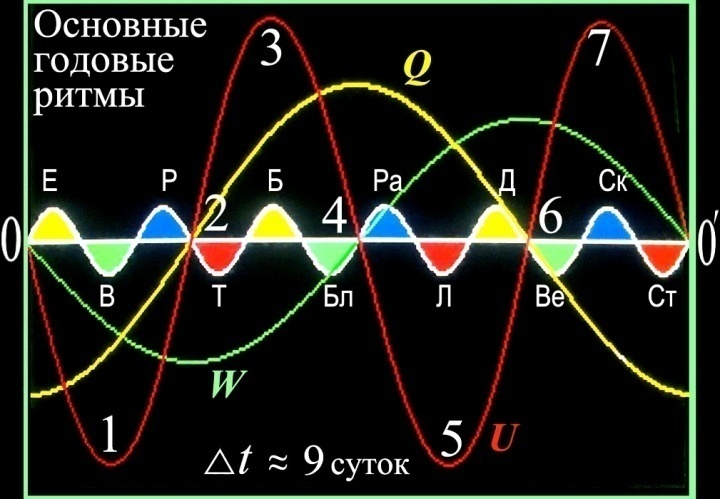 Основные
годовые
ритмы
3
7
Q
Е
Р
Б
Ра
Д
Ск
2
4
6
0
0'
В
Т
Бл
Л
Ве
Ст
W
1
5
U
△t ≈ 9 суток